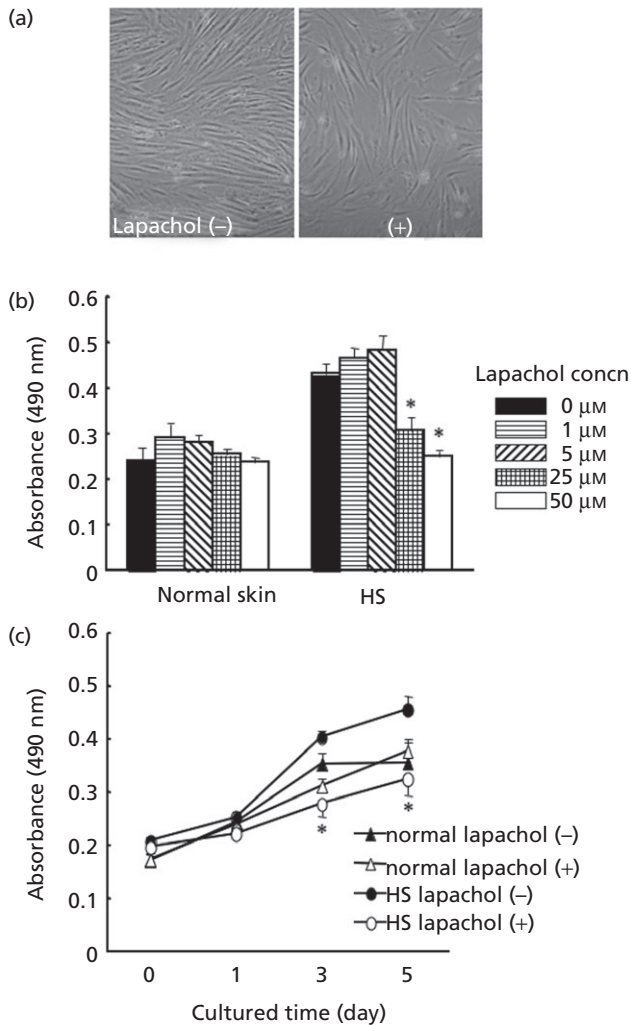 (a)
Lapachol (–)
(+)
(b)
Absorbance (490 nm)
0.6
0.5
0.4
0.3
0.2
0.1
0
* *
Normal skin HS
Lapachol concn
0 μM
1 μM
5 μM
25 μM
50 μM
(c)
Absorbance (490 nm)
0.6
0.5
0.4
0.3
0.2
0.1
0
* *
normal lapachol (–)
normal lapachol (+)
HS lapachol (–)
HS lapachol (+)
0 1 3 5
Cultured time (day)